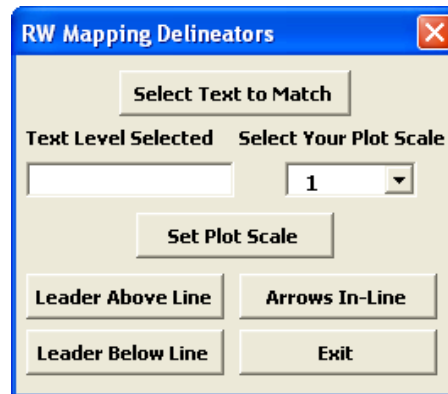 RW Mapping Delineators
Select Text to Match
Text Level Selected Select Your Plot Scale
1
Set Plot Scale
Leader Above Line Arrows In-Line
Leader Below Line Exit